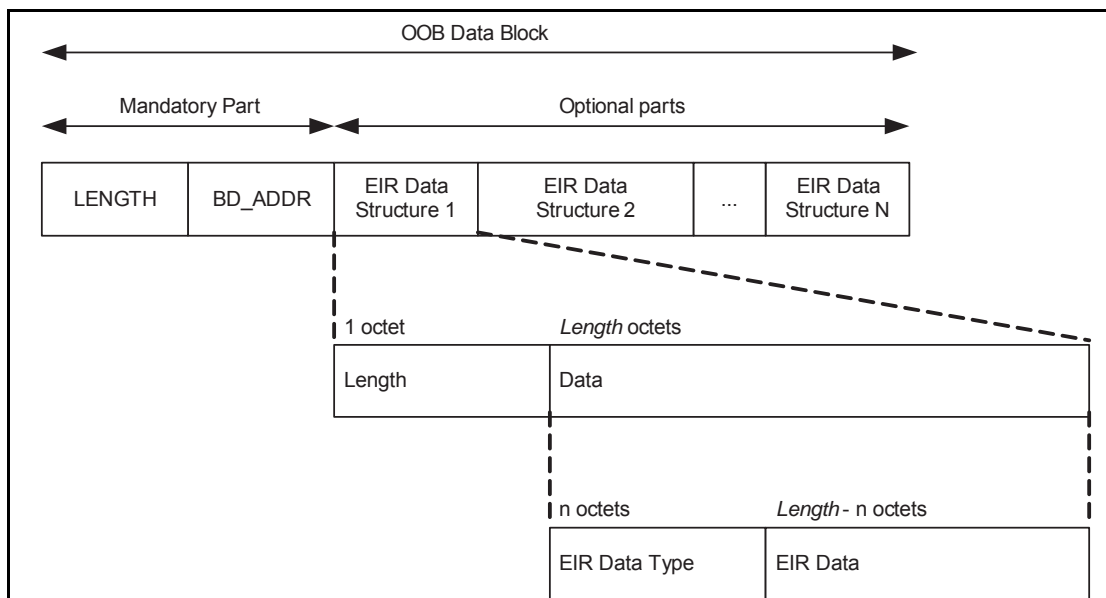 OOB Data Block
Mandatory Part
Optional parts
LENGTH
BD_ADDR
EIR Data
Structure 1
EIR Data
Structure 2
...
EIR Data
Structure N
1 octet
Length octets
Length
Data
n octets
Length - n octets
EIR Data Type
EIR Data